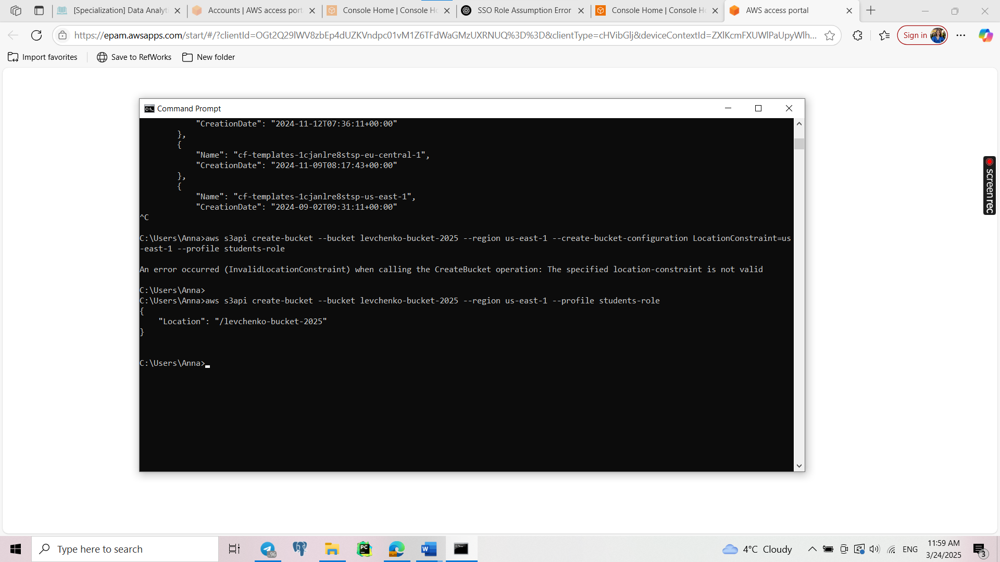 [Specialization] Data Analyt
Accounts | AWS access port
Console Home | Console Ho
SSO Role Assumption Error
Console Home | Console Ho
AWS access portal
https://epam.awsapps.com/start/#/?clientId=OGt2Q29lWV8zbEp4dUZKVndpc01vM1Z6TFdWaGMzUXRNUQ%3D%3D&clientType=cHVibGlj&deviceContextId=ZXlKcmFXUWlPaUpyWlh...
Sign in
Import favorites
Save to RefWorks
New folder
Command Prompt
"CreationDate": "2024-11-12T07:36:11+00:00"
},
{
"Name": "cf-templates-1cjanlre8stsp-eu-central-1",
"CreationDate": "2024-11-09T08:17:43+00:00"
},
{
"Name": "cf-templates-1cjanlre8stsp-us-east-1",
"CreationDate": "2024-09-02T09:31:11+00:00"
^C
C:\Users\Anna>aws s3api create-bucket --bucket levchenko-bucket-2025 --region us-east-1 --create-bucket-configuration LocationConstraint=us
-east-1 --profile students-role
An error occurred (InvalidLocationConstraint) when calling the CreateBucket operation: The specified location-constraint is not valid
C:\Users\Anna>
C:\Users\Anna>aws s3api create-bucket --bucket levchenko-bucket-2025 --region us-east-1 --profile students-role
{
"Location": "/levchenko-bucket-2025"
}
C:\Users\Anna>
screenrec
Type here to search
96
PC
W
4°C Cloudy
ENG
11:59 AM
3/24/2025
3